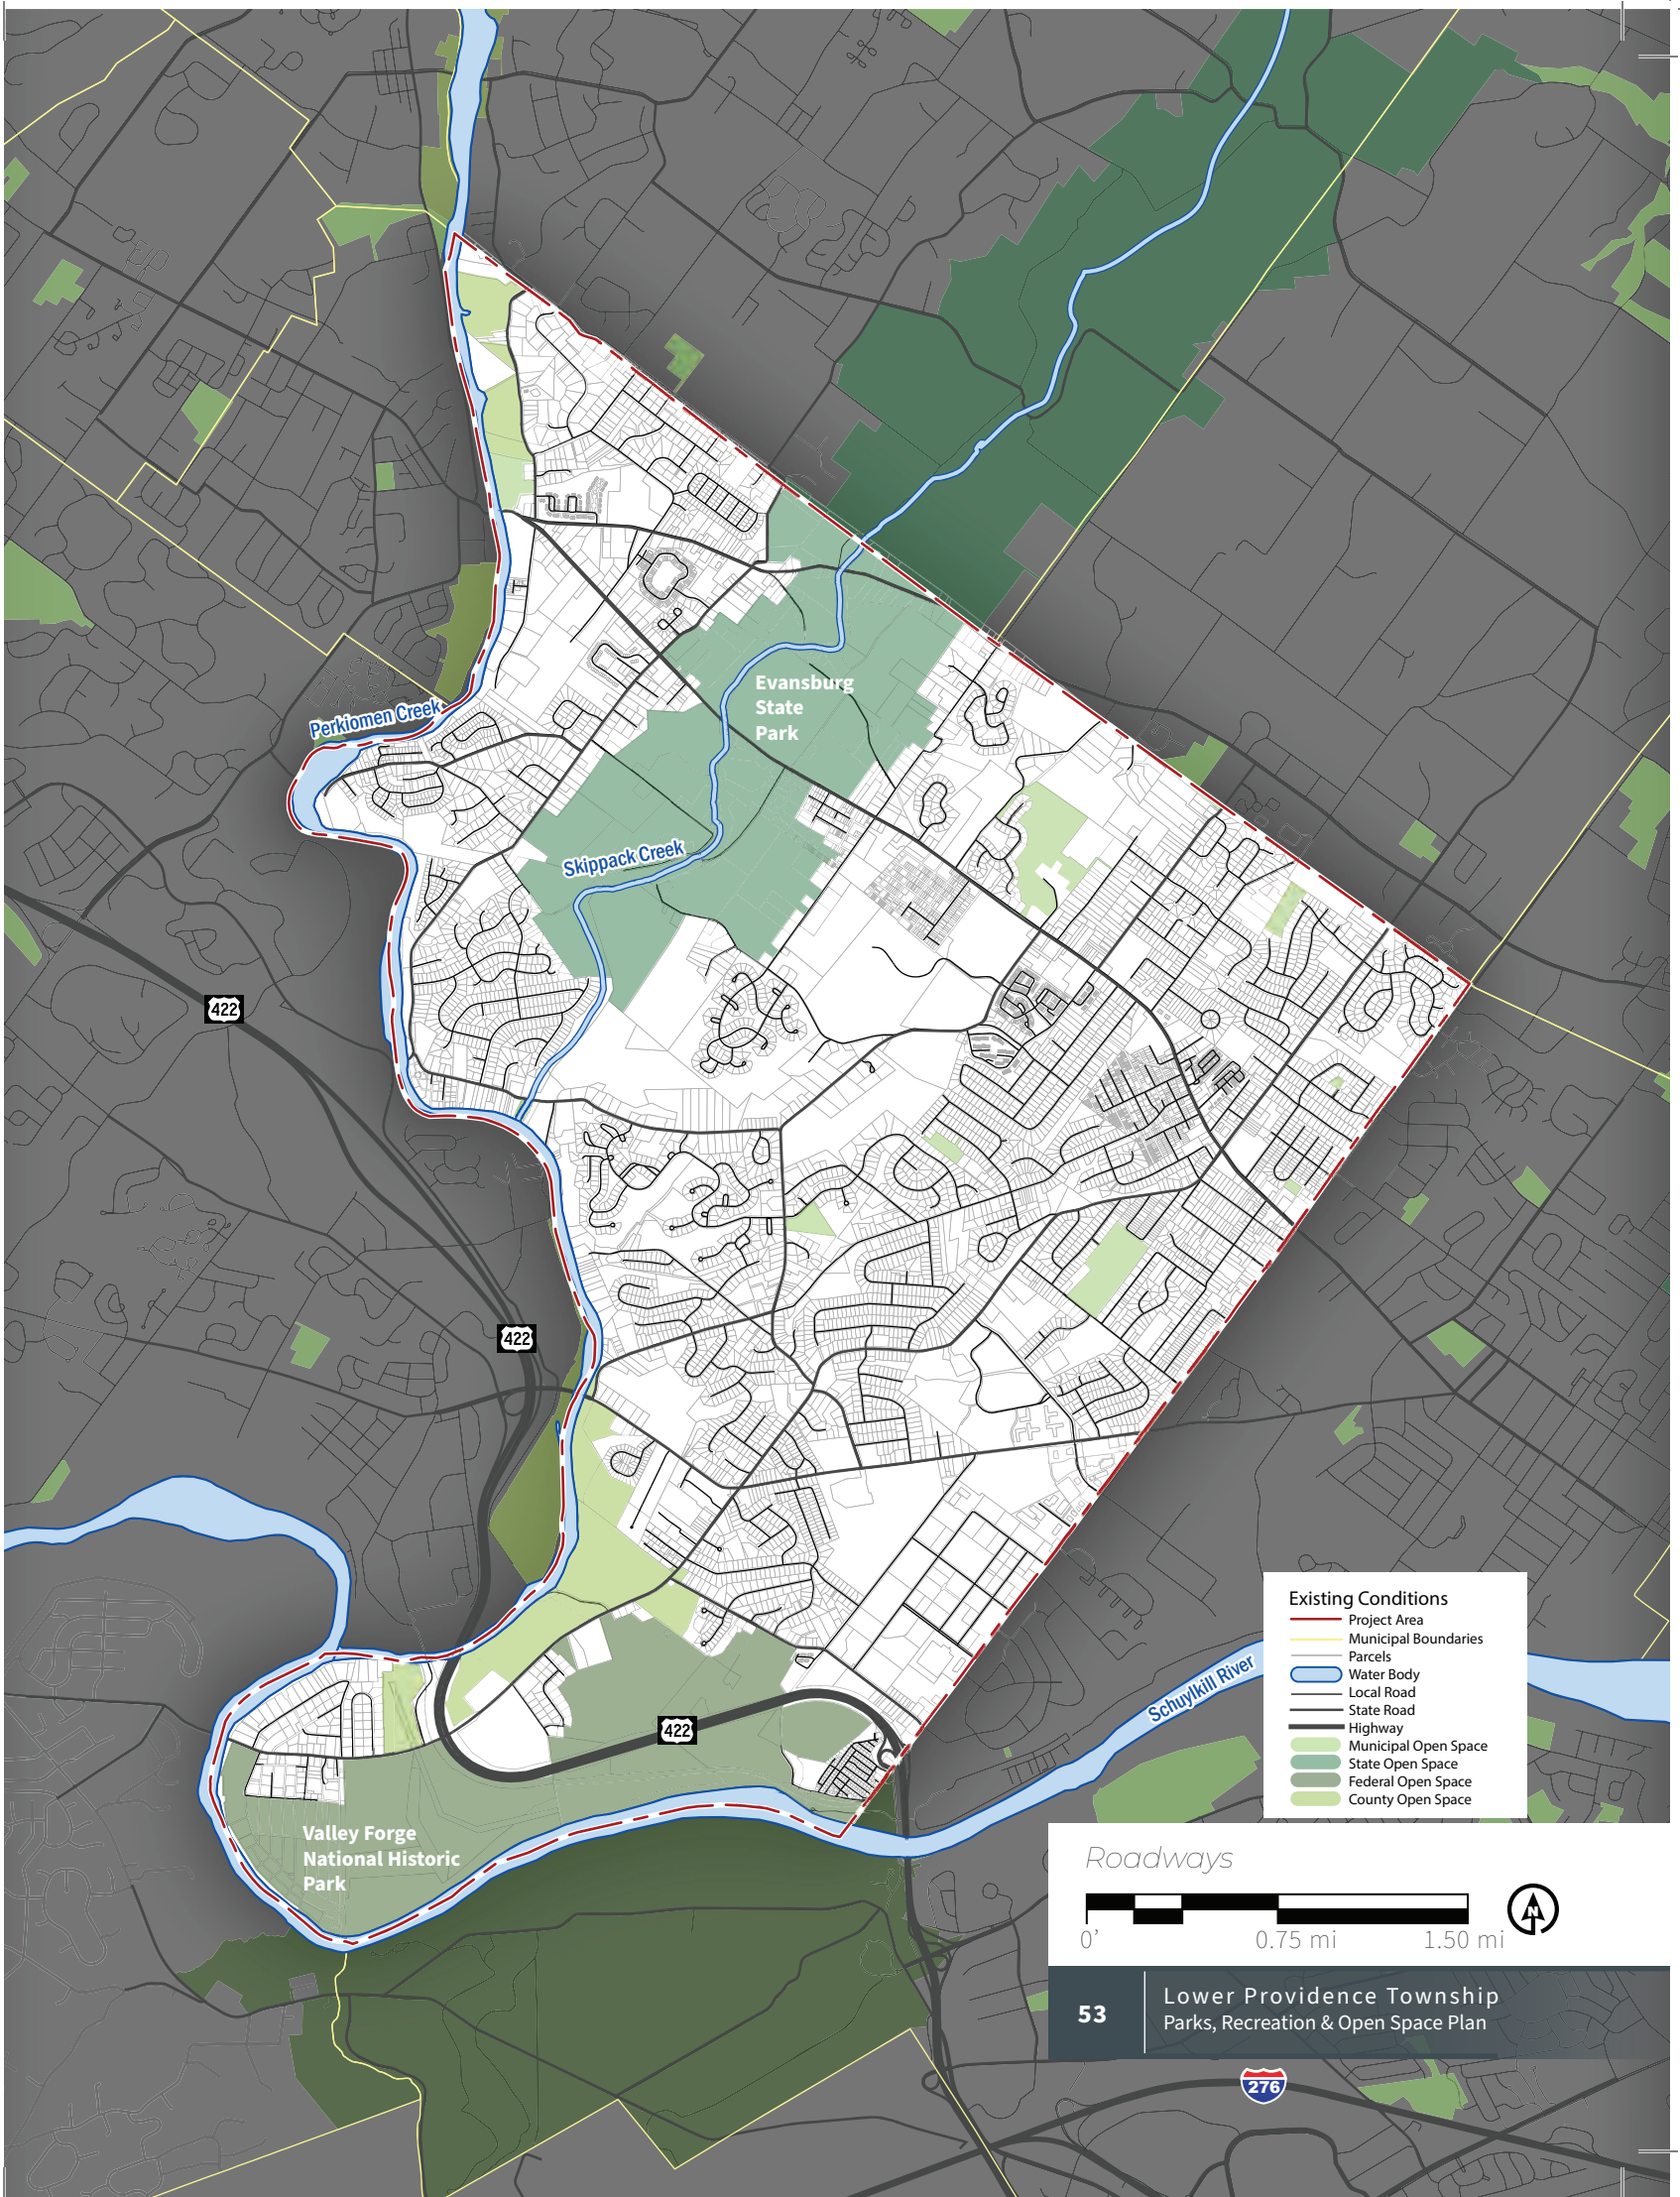 Perkiomen Creek
Evansburg
State
Park
Skippack Creek
422
422
422
Schuylkill River
Valley Forge
National Historic
Park
Existing Conditions
Project Area
Municipal Boundaries
Parcels
Water Body
Local Road
State Road
Highway
Municipal Open Space
State Open Space
Federal Open Space
County Open Space
Roadways
N
0’ 0.75 mi 1.50 mi
53
Lower Providence Township
Parks, Recreation & Open Space Plan
276